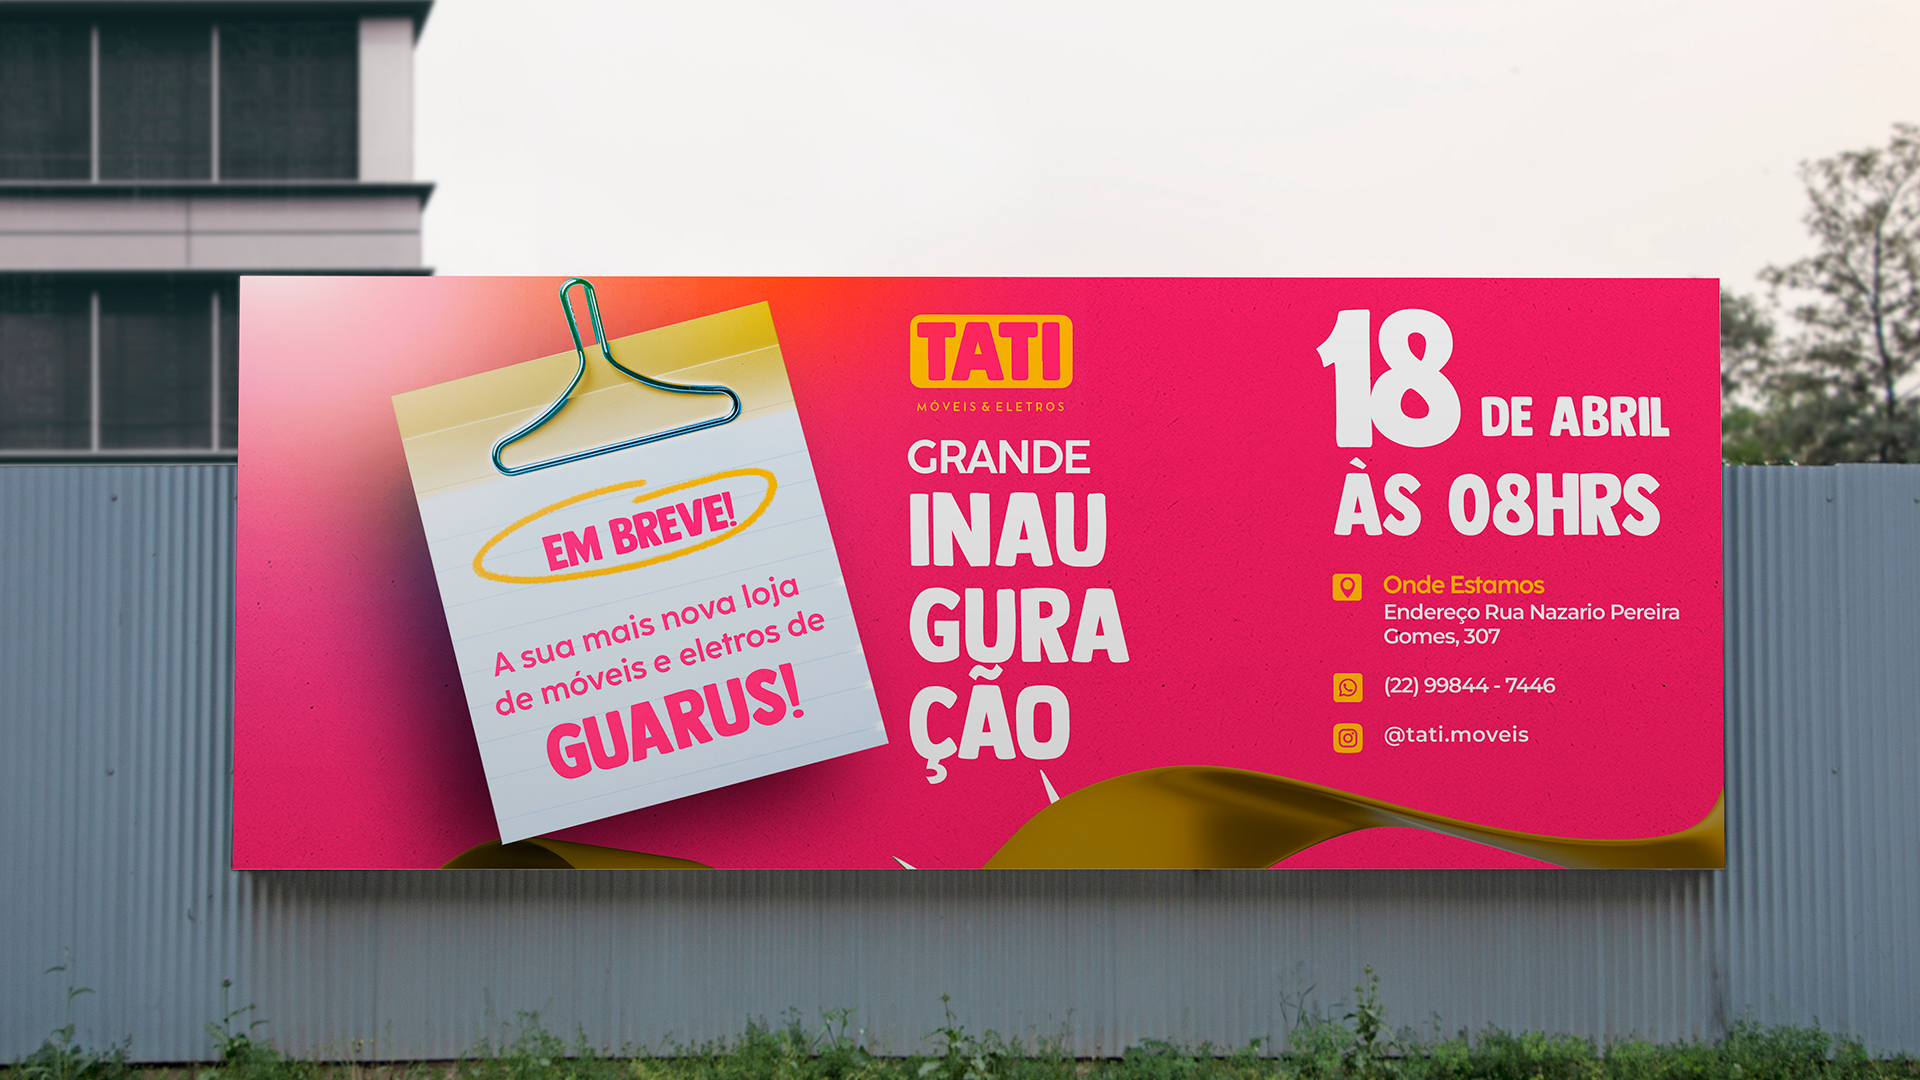 EM BREVE!
A sua mais nova loja
de móveis e eletros de
GUARUS!
TATI
MÓVEIS & ELETROS
GRANDE
INAU
GURA
ÇÃO
18 DE ABRIL
ÀS 08HRS
Onde Estamos
Endereço Rua Nazario Pereira
Gomes, 307
(22) 99844 - 7446
@tati.moveis